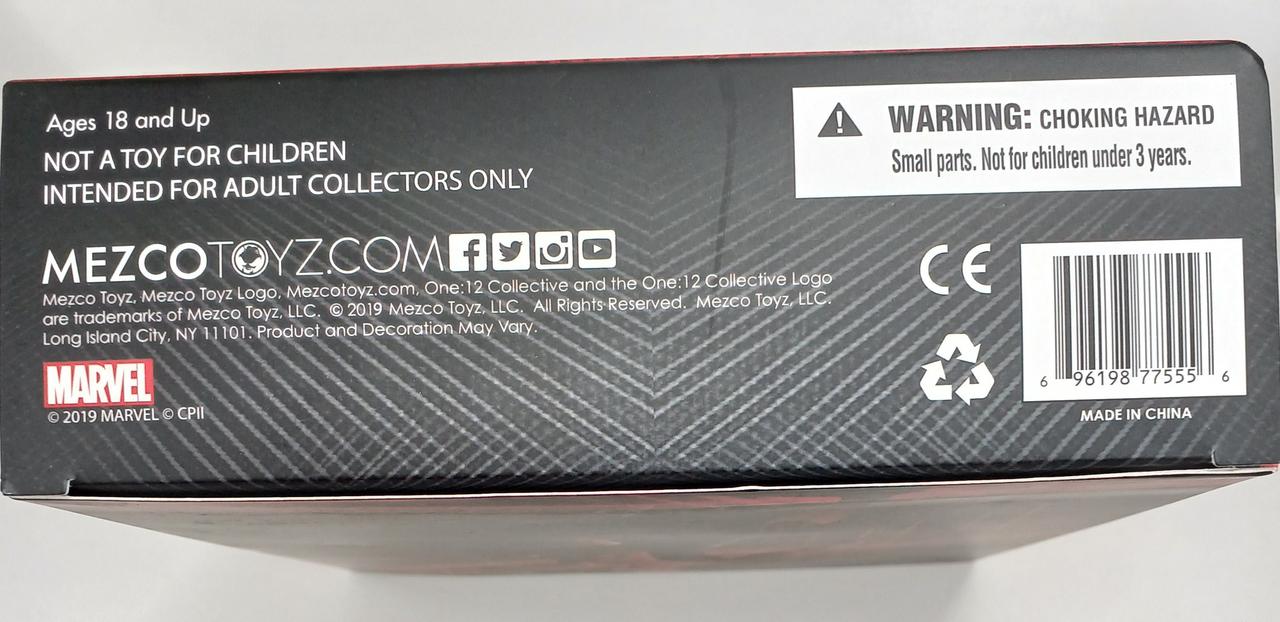 Ages 18 and Up
NOT A TOY FOR CHILDREN
INTENDED FOR ADULT COLLECTORS ONLY
WARNING: CHOKING HAZARD
Small parts. Not for children under 3 years.
MEZCOTOYZ.COM
Mezco Toyz, Mezco Toyz Logo, Mezcotoyz.com, One:12 Collective and the One:12 Collective Logo
are trademarks of Mezco Toyz, LLC. © 2019 Mezco Toyz, LLC. All Rights Reserved. Mezco Toyz, LLC.
Long Island City, NY 11101. Product and Decoration May Vary.
MARVEL
© 2019 MARVEL © CPII
CE
6 96198 77555 6
MADE IN CHINA